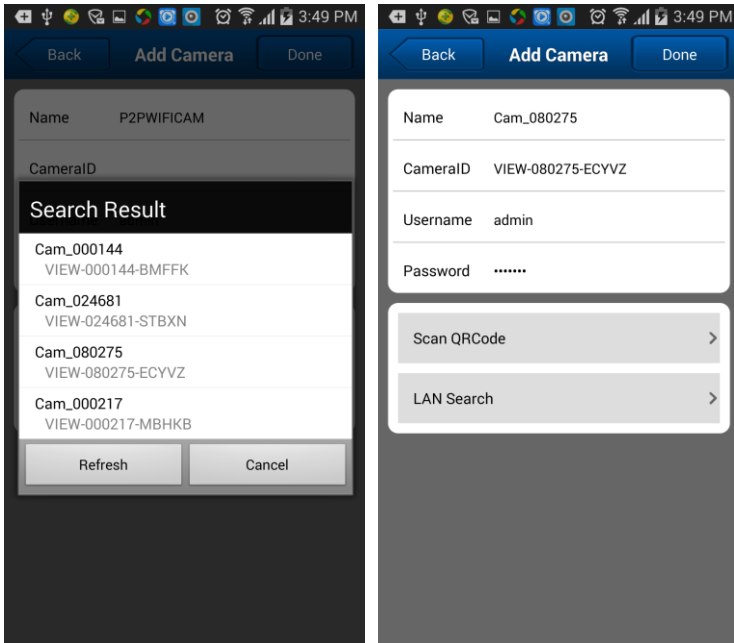 3:49 PM
Back Add Camera Done
Name P2PWIFICAM
CameraID
Search Result
Cam_000144
VIEW-000144-BMFFK
Cam_024681
VIEW-024681-STBXN
Cam_080275
VIEW-080275-ECYVZ
Cam_000217
VIEW-000217-MBHKB
Refresh Cancel
3:49 PM
Back Add Camera Done
Name Cam_080275
CameraID VIEW-080275-ECYVZ
Username admin
Password •••••••
Scan QRCode
LAN Search